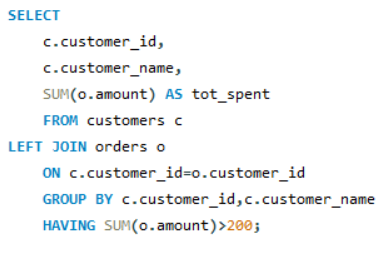 SELECT
c.customer_id,
c.customer_name,
SUM(o.amount) AS tot_spent
FROM customers c
LEFT JOIN orders o
ON c.customer_id=o.customer_id
GROUP BY c.customer_id,c.customer_name
HAVING SUM(o.amount)>200;